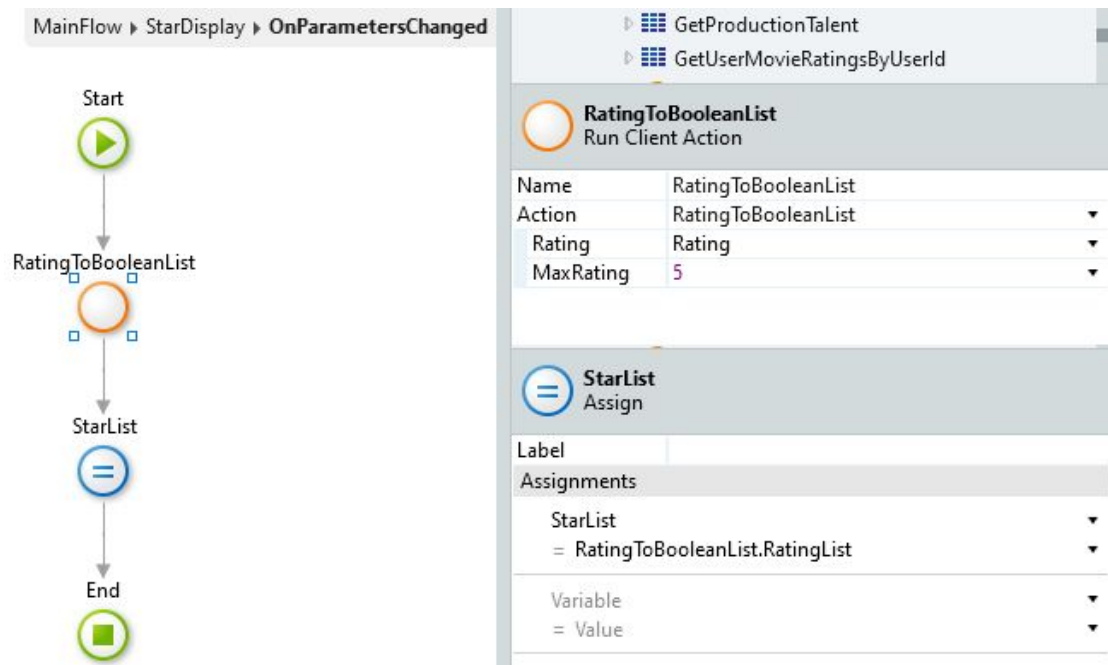 MainFlow ▸ StarDisplay ▸ OnParametersChanged
Start
RatingToBooleanList
StarList
End
GetProductionTalent
GetUserMovieRatingsByUserId
RatingToBooleanList
Run Client Action
Name RatingToBooleanList
Action RatingToBooleanList
Rating Rating
MaxRating 5
StarList
Assign
Label
Assignments
StarList
= RatingToBooleanList.RatingList
Variable
= Value